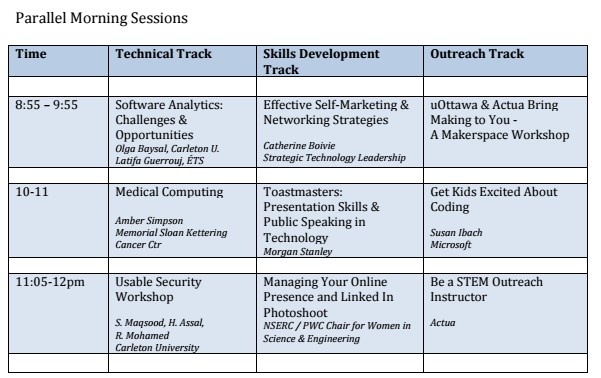 Parallel Morning Sessions
Time
Technical Track
Skills Development
Track
Outreach Track
8:55 – 9:55
Software Analytics:
Challenges &
Opportunities
Olga Baysal, Carleton U.
Latifa Guerrouj, ÉTS
Effective Self-Marketing &
Networking Strategies
Catherine Boivie
Strategic Technology Leadership
uOttawa & Actua Bring
Making to You -
A Makerspace Workshop
10-11
Medical Computing
Amber Simpson
Memorial Sloan Kettering
Cancer Ctr
Toastmasters:
Presentation Skills &
Public Speaking in
Technology
Morgan Stanley
Get Kids Excited About
Coding
Susan Ibach
Microsoft
11:05-12pm
Usable Security
Workshop
S. Maqsood, H. Assal,
R. Mohamed
Carleton University
Managing Your Online
Presence and Linked In
Photoshoot
NSERC / PWC Chair for Women in
Science & Engineering
Be a STEM Outreach
Instructor
Actua